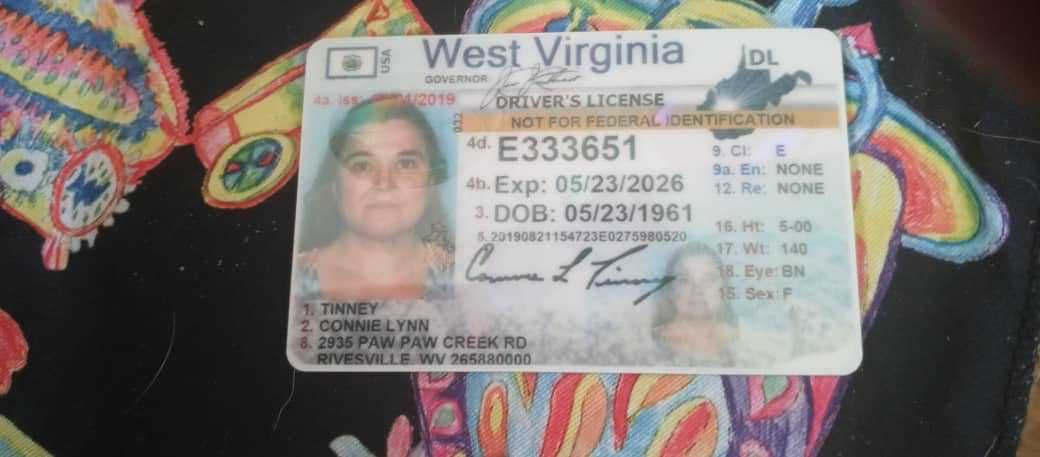 West Virginia
USA
DL
GOVERNOR
4a. Iss: /2019
DRIVER'S LICENSE
NOT FOR FEDERAL IDENTIFICATION
4d. E333651
4b. Exp: 05/23/2026
3. DOB: 05/23/1961
5. 20190821154723E0275980520
9. Cl: E
9a. En: NONE
12. Re: NONE
16. Ht: 5-00
17. Wt: 140
18. Eye: BN
15. Sex: F
Connie L Tinney
1. TINNEY
2. CONNIE LYNN
8. 2935 PAW PAW CREEK RD
RIVESVILLE, WV 265880000